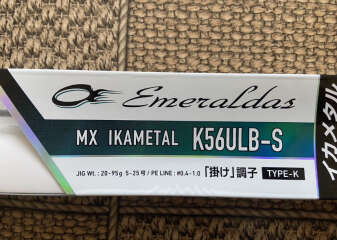 Emeraldas
MX IKAMETAL K56ULB-S
JIG Wt. : 20-95g 5-25号 / PE LINE : #0.4-1.0 「掛け」調子 TYPE-K
イカメタル